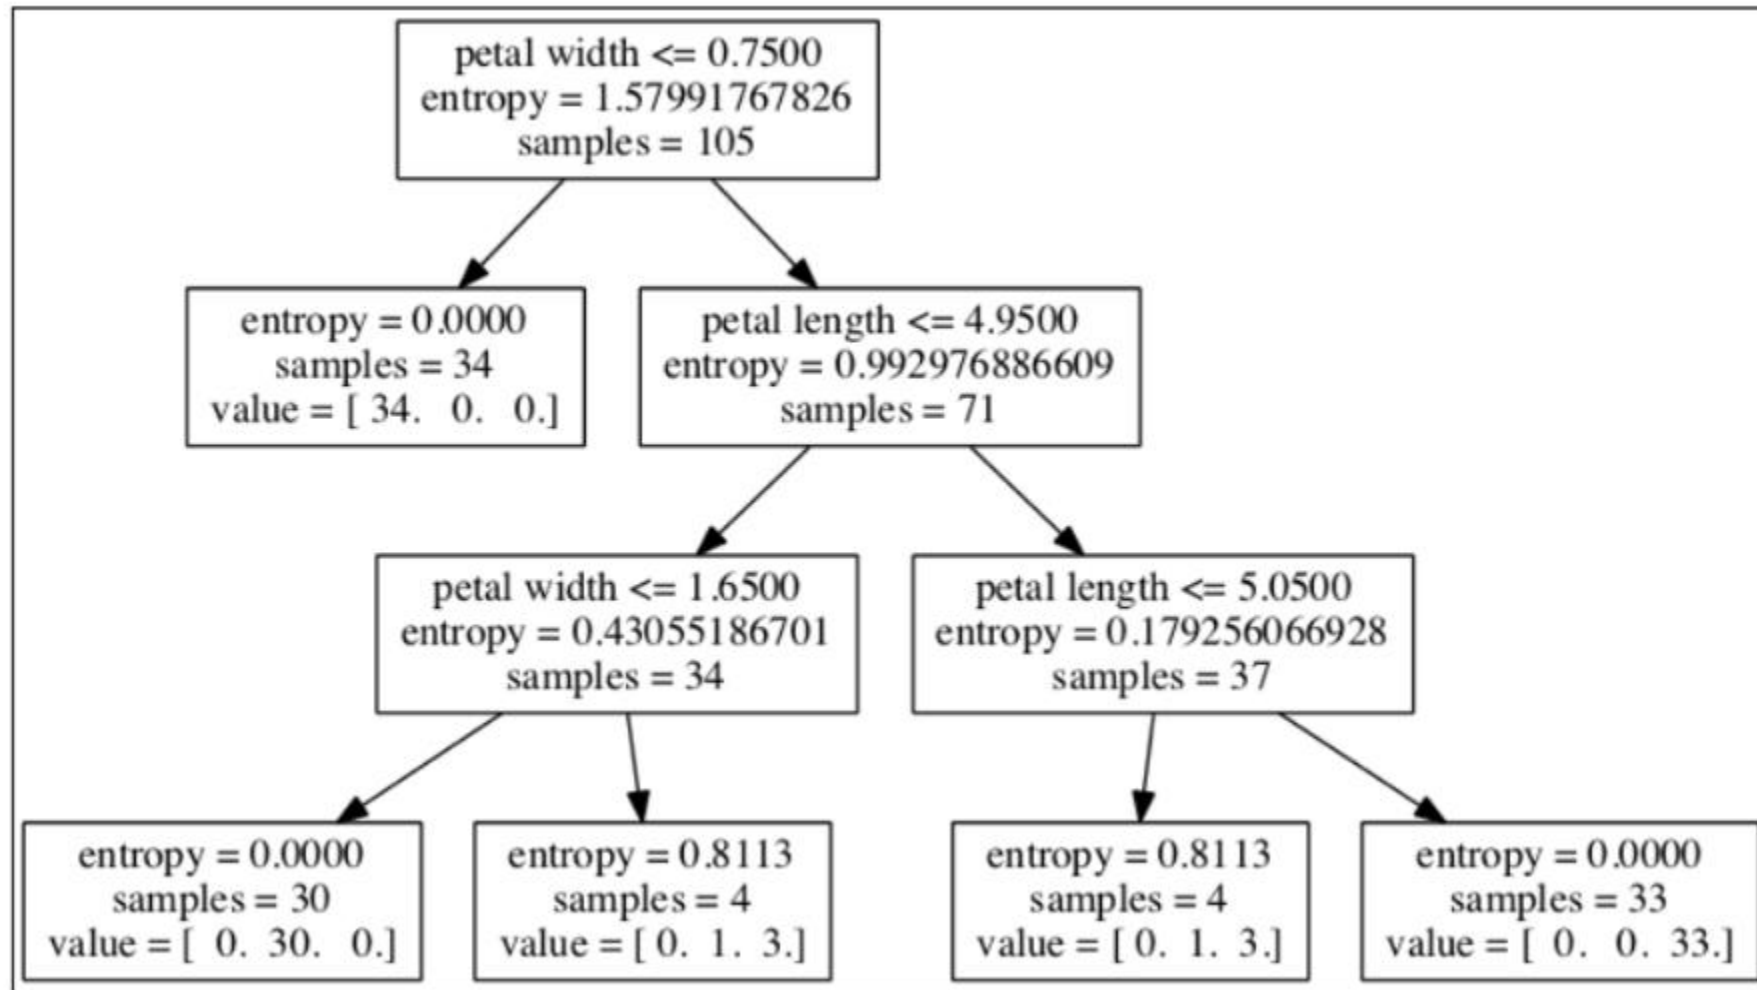 petal width <= 0.7500
entropy = 1.57991767826
samples = 105
entropy = 0.0000
samples = 34
value = [ 34. 0. 0.]
petal length <= 4.9500
entropy = 0.992976886609
samples = 71
petal width <= 1.6500
entropy = 0.43055186701
samples = 34
petal length <= 5.0500
entropy = 0.179256066928
samples = 37
entropy = 0.0000
samples = 30
value = [ 0. 30. 0.]
entropy = 0.8113
samples = 4
value = [ 0. 1. 3.]
entropy = 0.8113
samples = 4
value = [ 0. 1. 3.]
entropy = 0.0000
samples = 33
value = [ 0. 0. 33.]